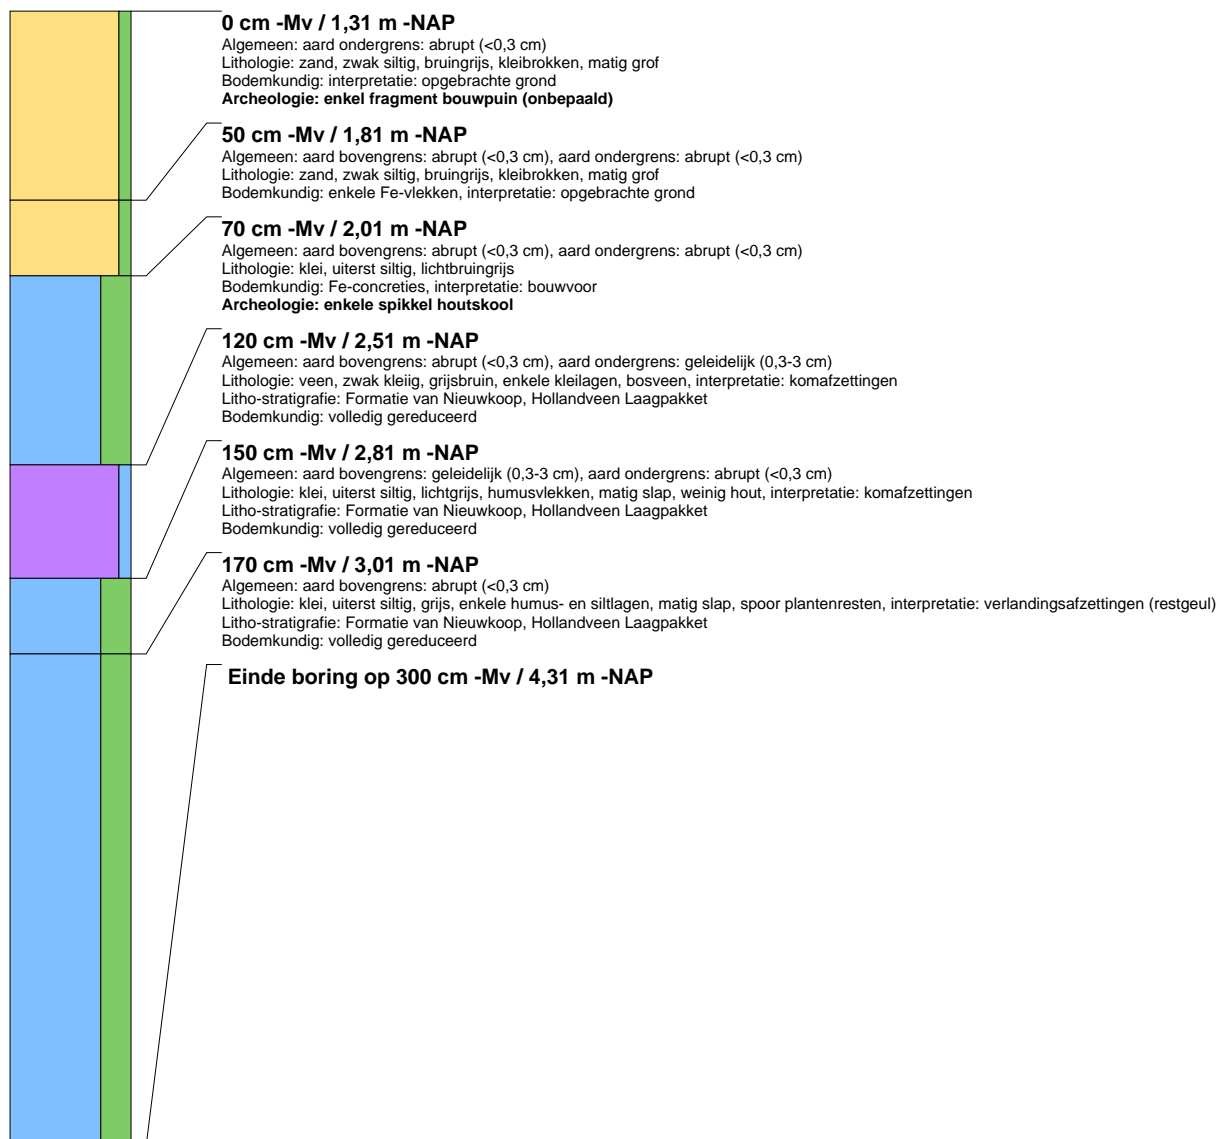 0 cm -Mv / 1,31 m -NAP
Algemeen: aard ondergrens: abrupt (<0,3 cm)
Lithologie: zand, zwak siltig, bruingrijs, kleibrokken, matig grof
Bodemkundig: interpretatie: opgebrachte grond
Archeologie: enkel fragment bouwpuin (onbepaald)
50 cm -Mv / 1,81 m -NAP
Algemeen: aard bovengrens: abrupt (<0,3 cm), aard ondergrens: abrupt (<0,3 cm)
Lithologie: zand, zwak siltig, bruingrijs, kleibrokken, matig grof
Bodemkundig: enkele Fe-vlekken, interpretatie: opgebrachte grond
70 cm -Mv / 2,01 m -NAP
Algemeen: aard bovengrens: abrupt (<0,3 cm), aard ondergrens: abrupt (<0,3 cm)
Lithologie: klei, uiterst siltig, lichtbruingrijs
Bodemkundig: Fe-concreties, interpretatie: bouwvoor
Archeologie: enkele spikkel houtskool
120 cm -Mv / 2,51 m -NAP
Algemeen: aard bovengrens: abrupt (<0,3 cm), aard ondergrens: geleidelijk (0,3-3 cm)
Lithologie: veen, zwak kleiig, grijsbruin, enkele kleilagen, bosveen, interpretatie: komafzettingen
Litho-stratigrafie: Formatie van Nieuwkoop, Hollandveen Laagpakket
Bodemkundig: volledig gereduceerd
150 cm -Mv / 2,81 m -NAP
Algemeen: aard bovengrens: geleidelijk (0,3-3 cm), aard ondergrens: abrupt (<0,3 cm)
Lithologie: klei, uiterst siltig, lichtgrijs, humusvlekken, matig slap, weinig hout, interpretatie: komafzettingen
Litho-stratigrafie: Formatie van Nieuwkoop, Hollandveen Laagpakket
Bodemkundig: volledig gereduceerd
170 cm -Mv / 3,01 m -NAP
Algemeen: aard bovengrens: abrupt (<0,3 cm)
Lithologie: klei, uiterst siltig, grijs, enkele humus- en siltlagen, matig slap, spoor plantenresten, interpretatie: verlandingsafzettingen (restgeul)
Litho-stratigrafie: Formatie van Nieuwkoop, Hollandveen Laagpakket
Bodemkundig: volledig gereduceerd
Einde boring op 300 cm -Mv / 4,31 m -NAP